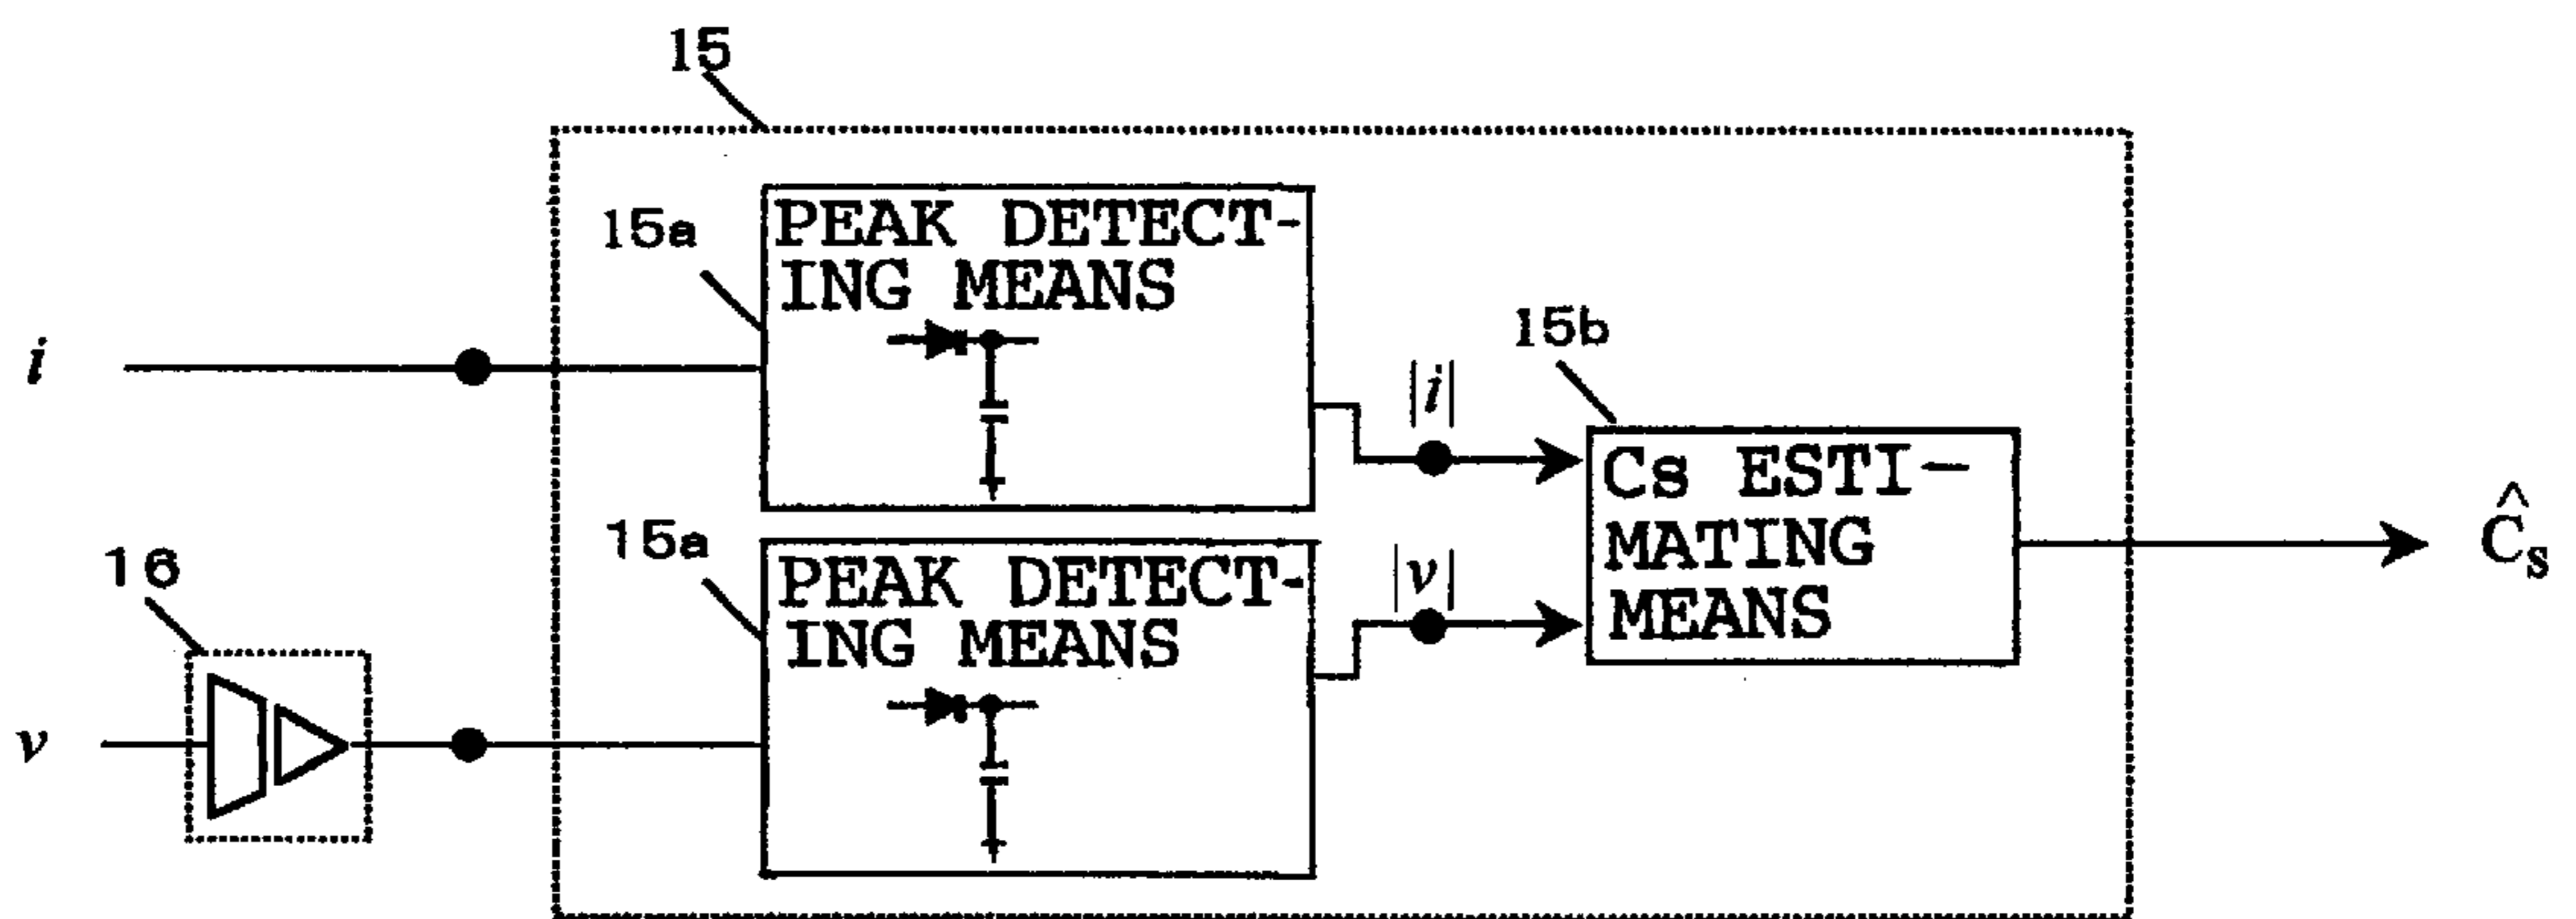 15
15a
PEAK DETECT-
ING MEANS
i
|i|
15b
Cs ESTI-
MATING
MEANS
Ĉs
15a
PEAK DETECT-
ING MEANS
|v|
16
v